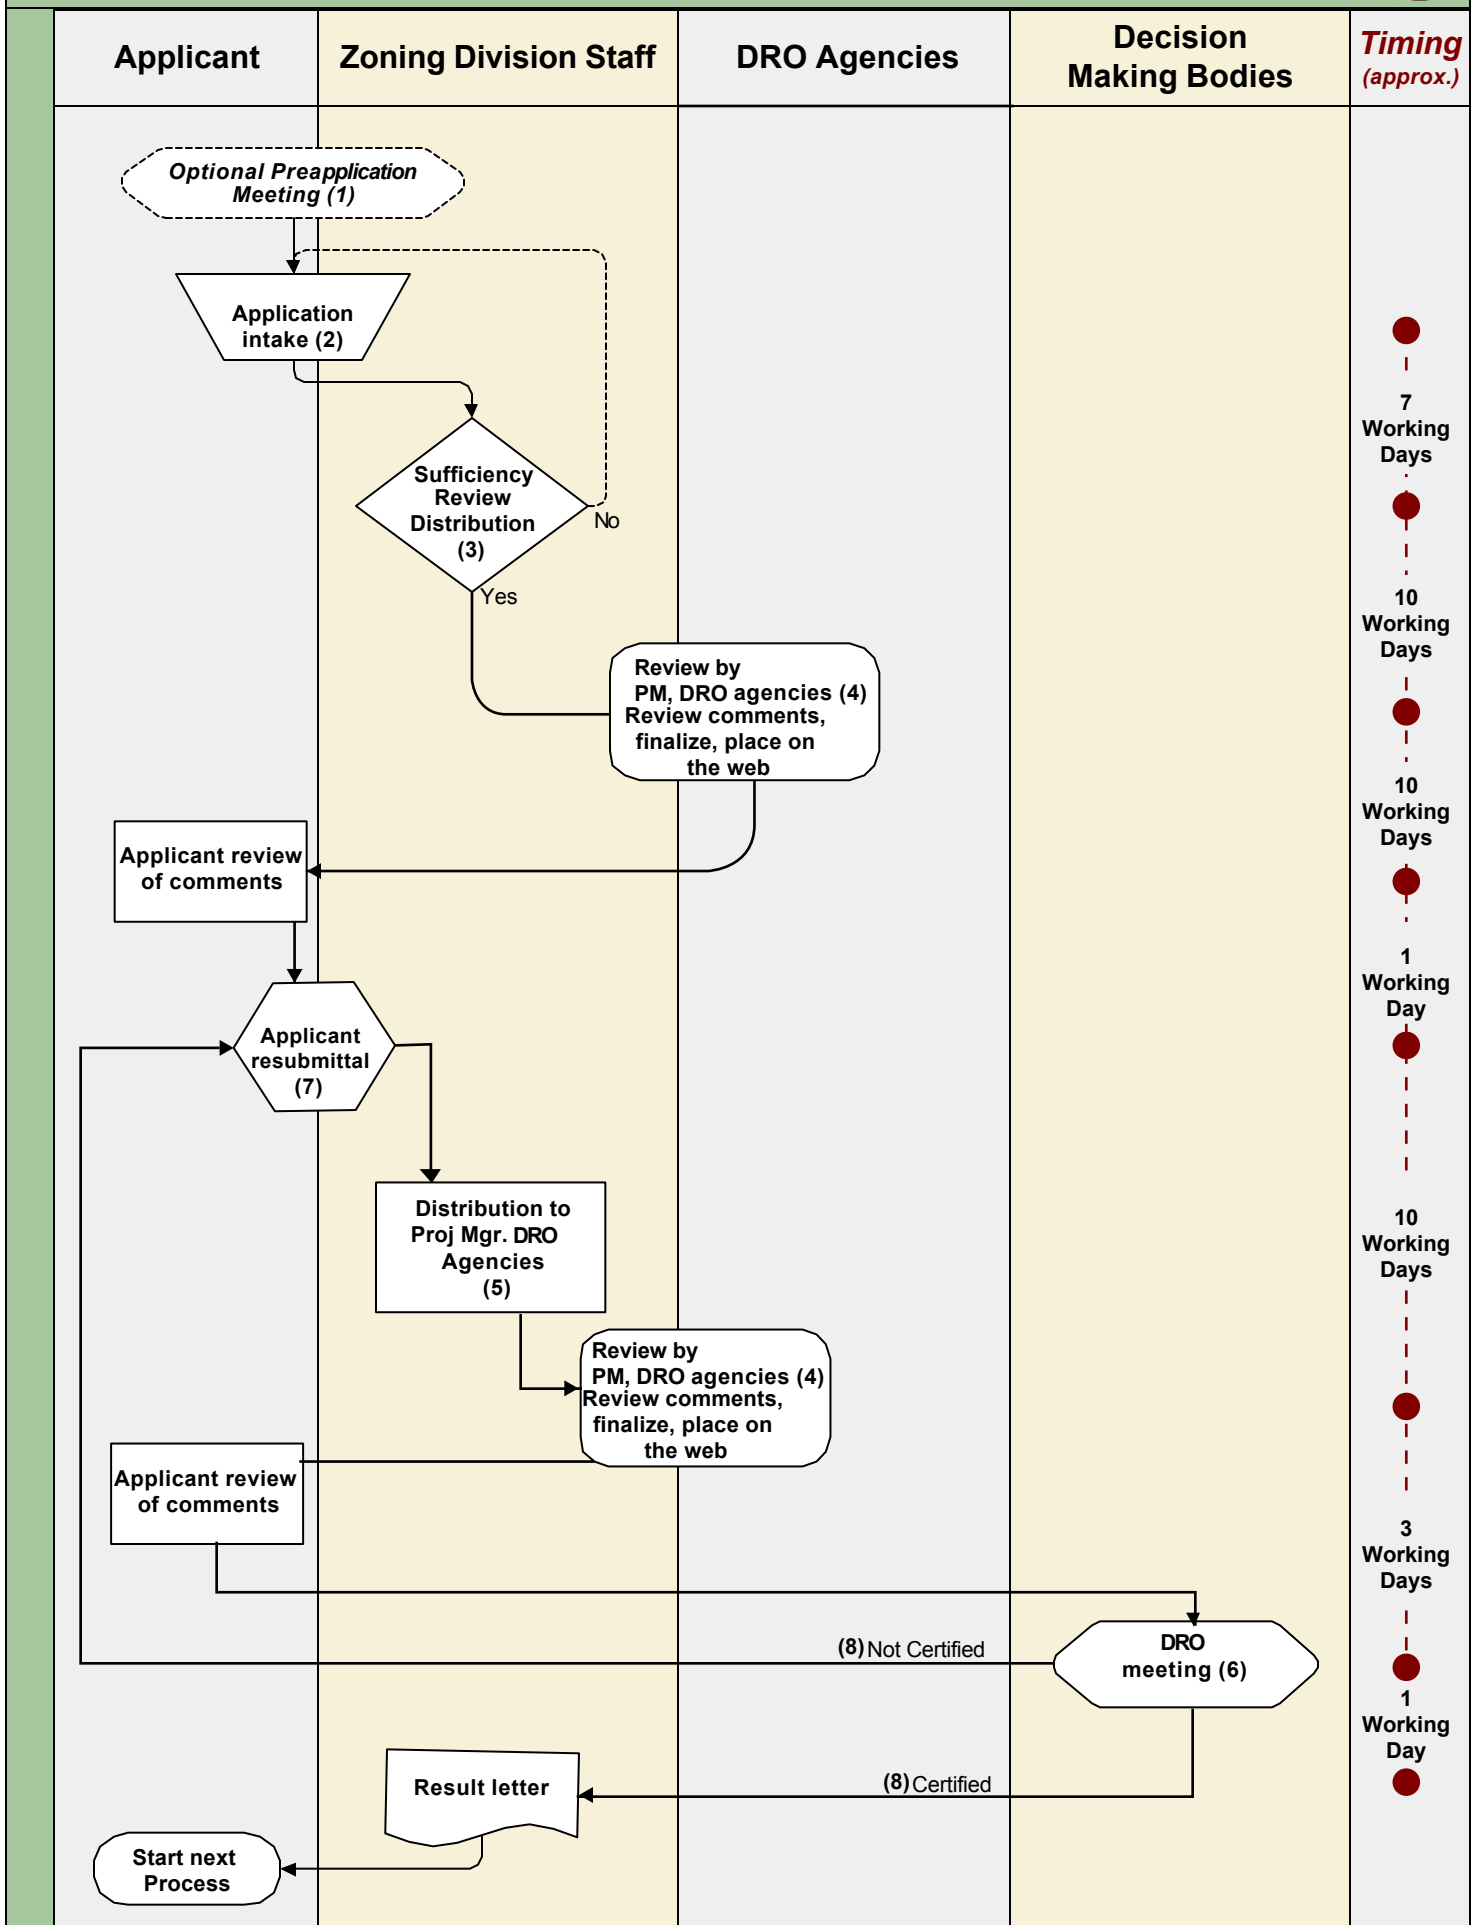 Applicant
Zoning Division Staff
DRO Agencies
Decision
Making Bodies
Timing
(approx.)
Optional Preapplication
Meeting (1)
Application
intake (2)
7
Working
Days
Sufficiency
Review
Distribution
(3)
No
Yes
10
Working
Days
Review by
PM, DRO agencies (4)
Review comments,
finalize, place on
the web
10
Working
Days
Applicant review
of comments
1
Working
Day
Applicant
resubmittal
(7)
Distribution to
Proj Mgr. DRO
Agencies
(5)
10
Working
Days
Review by
PM, DRO agencies (4)
Review comments,
finalize, place on
the web
Applicant review
of comments
3
Working
Days
(8) Not Certified
DRO
meeting (6)
1
Working
Day
Result letter
(8) Certified
Start next
Process